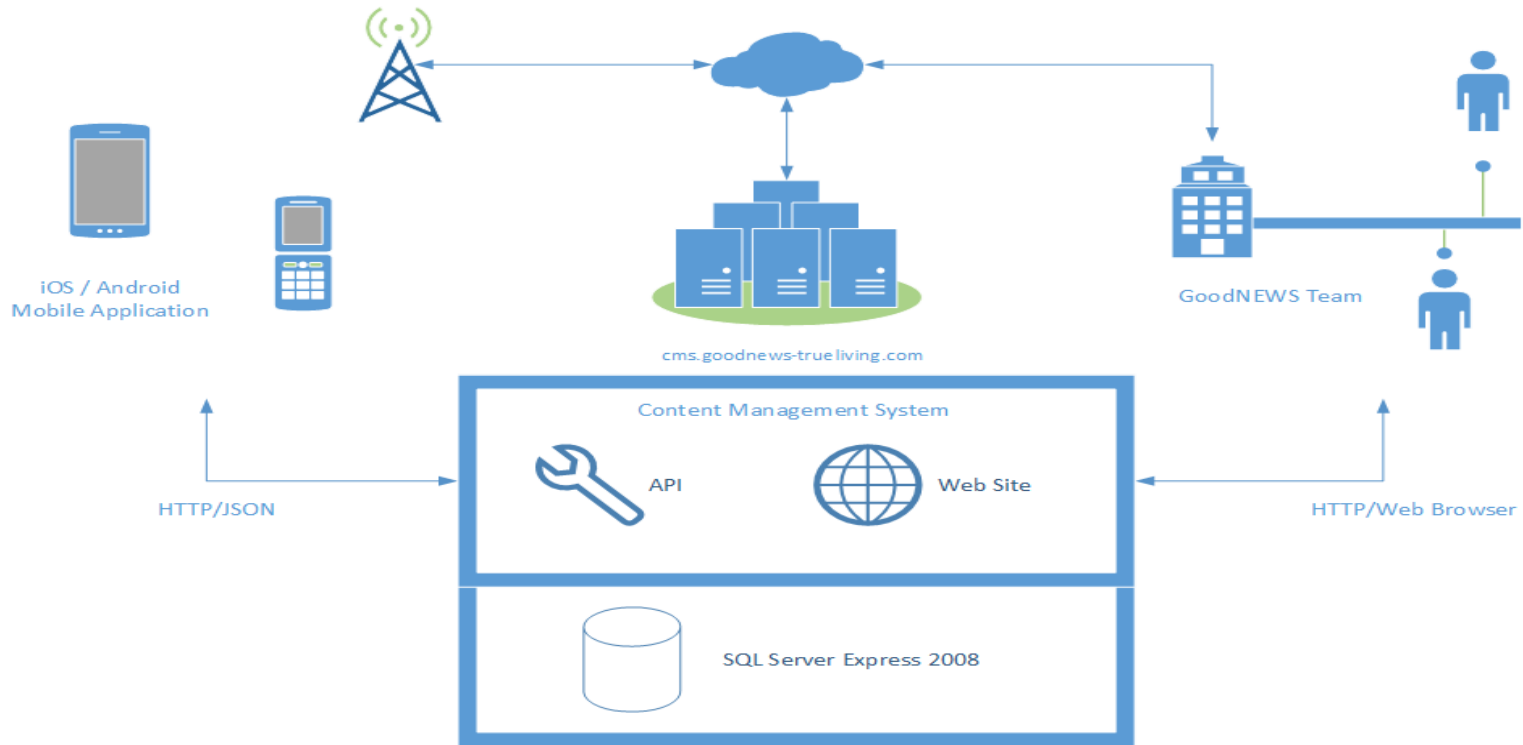 iOS / Android
Mobile Application
GoodNEWS Team
cms.goodnews-trueliving.com
Content Management System
API
Web Site
HTTP/JSON
HTTP/Web Browser
SQL Server Express 2008